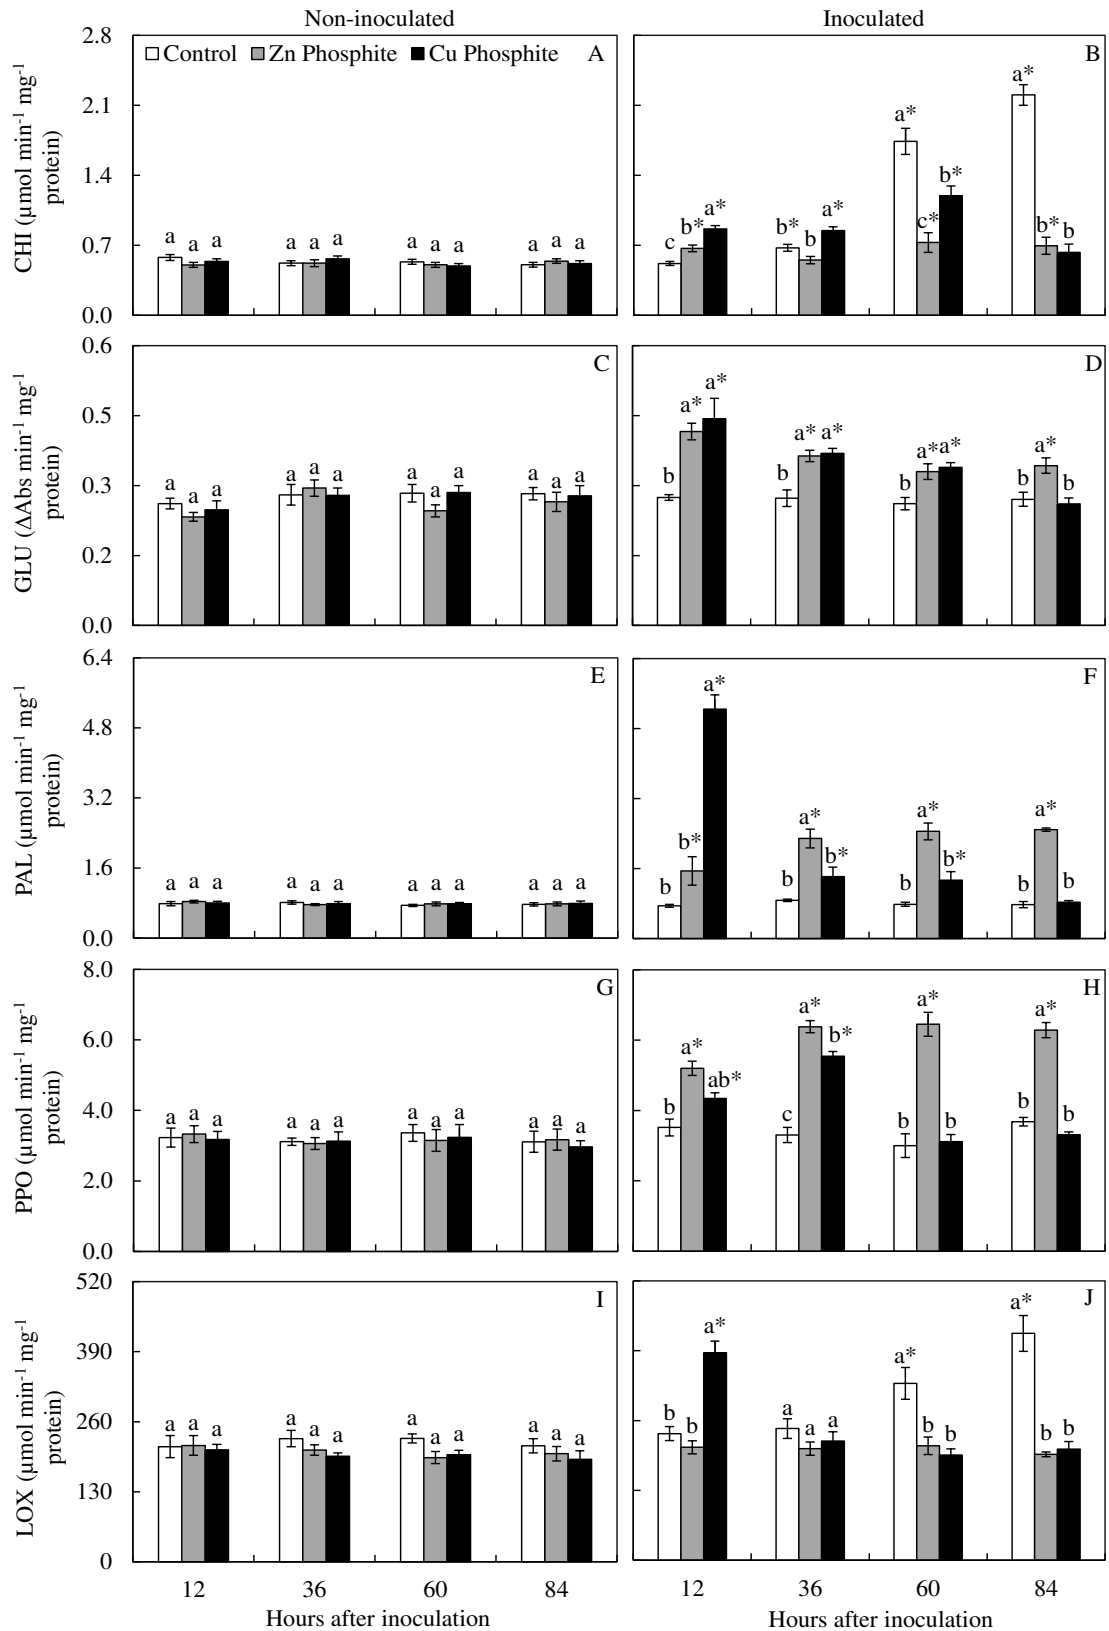 Non-inoculated Inoculated
CHI (µmol min-1 mg-1
protein)
2.8
2.1
1.4
0.7
0.0
Control Zn Phosphite Cu Phosphite A
a a a a a a a a a a a a
B
c b* a* b* b a* a* c* b* a* b* b
GLU (ΔAbs min-1 mg-1
protein)
0.6
0.5
0.3
0.2
0.0
C
a a a a a a a a a a a a
D
b a* a* b a* a* b a* a* b a* b
PAL (µmol min-1 mg-1
protein)
6.4
4.8
3.2
1.6
0.0
E
a a a a a a a a a a a a
F
b b* a* b a* b* b a* b* b a* b
PPO (µmol min-1 mg-1
protein)
8.0
6.0
4.0
2.0
0.0
G
a a a a a a a a a a a a
H
b a* ab* c a* b* b a* b b a* b
LOX (µmol min-1 mg-1
protein)
520
390
260
130
0
I
a a a a a a a a a a a a
J
b b a* a a a a* b b a* b b
12 36 60 84 12 36 60 84
Hours after inoculation Hours after inoculation